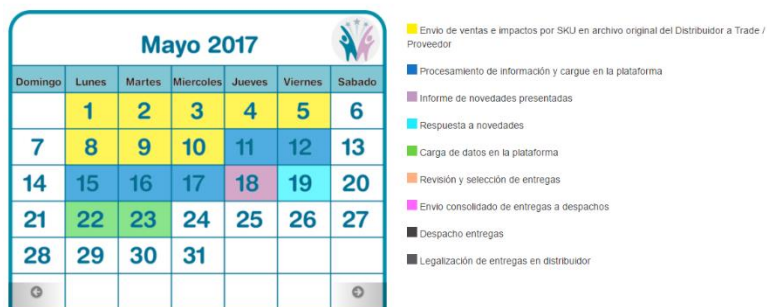 Mayo 2017
Domingo Lunes Martes Miercoles Jueves Viernes Sabado
1 2 3 4 5 6
7 8 9 10 11 12 13
14 15 16 17 18 19 20
21 22 23 24 25 26 27
28 29 30 31
Envio de ventas e impactos por SKU en archivo original del Distribuidor a Trade /
Proveedor
Procesamiento de información y cargue en la plataforma
Informe de novedades presentadas
Respuesta a novedades
Carga de datos en la plataforma
Revisión y selección de entregas
Envio consolidado de entregas a despachos
Despacho entregas
Legalización de entregas en distribuidor